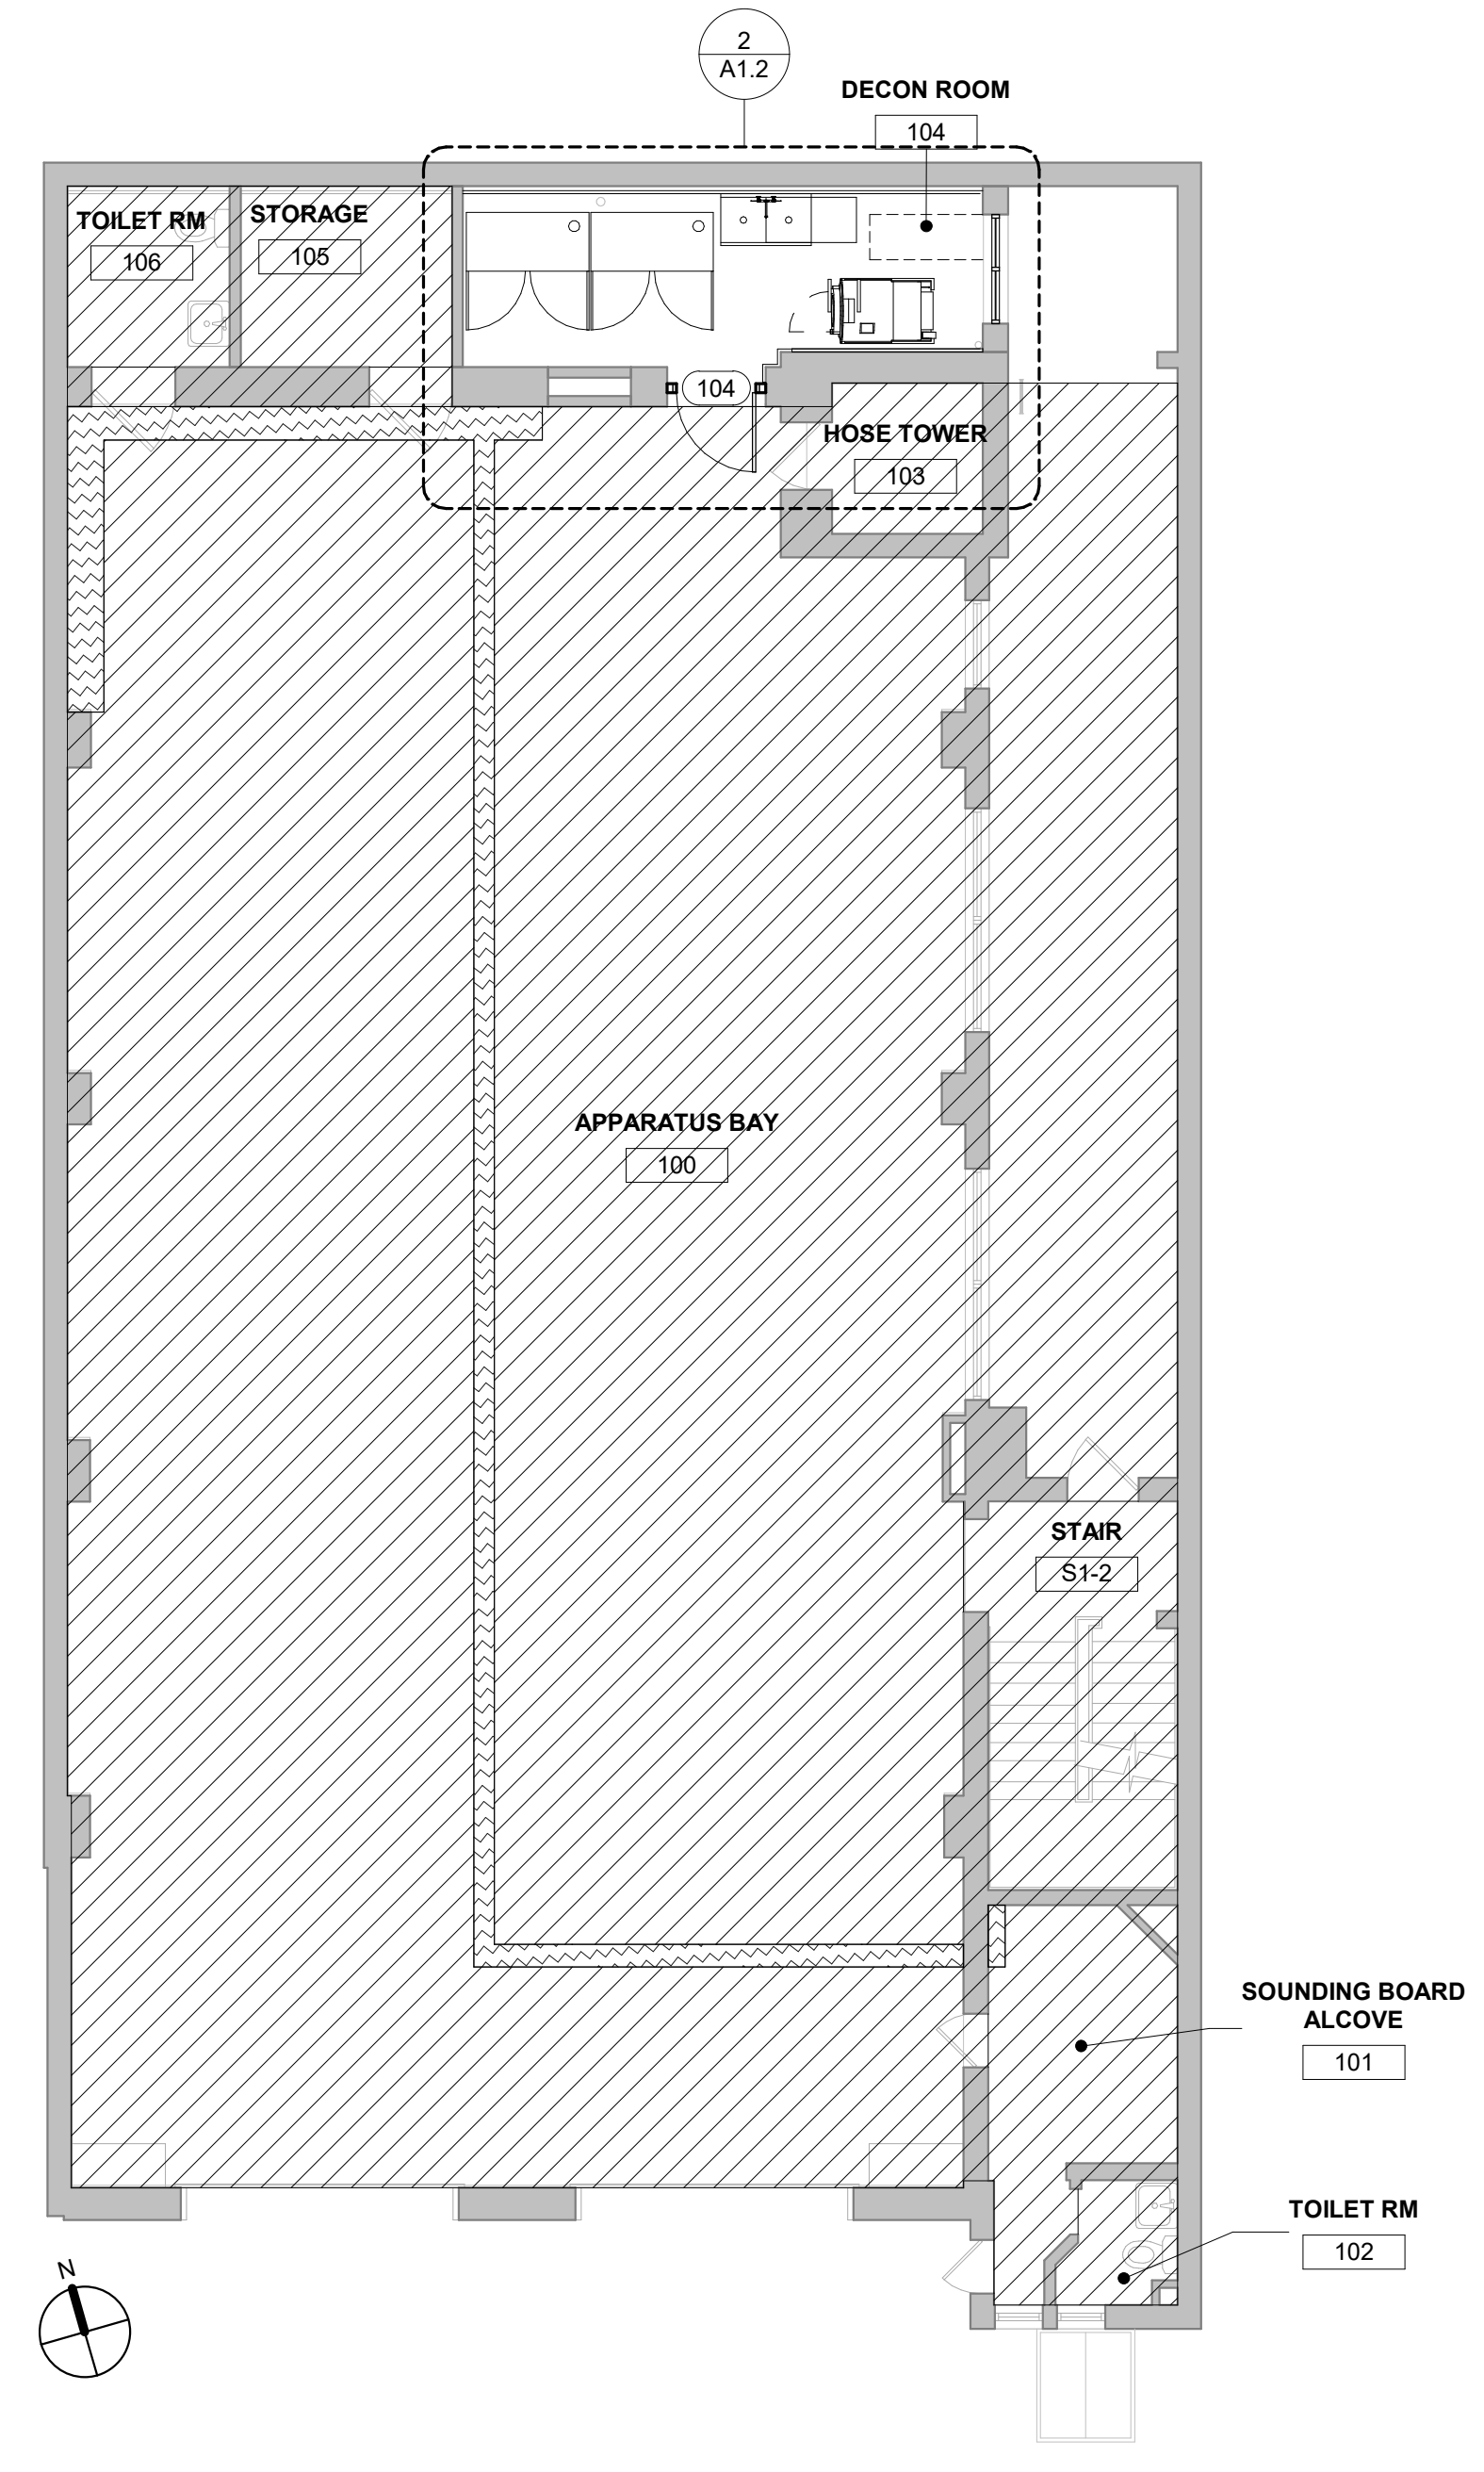 2
A1.2
DECON ROOM
104
TOILET RM
106
STORAGE
105
104
HOSE TOWER
103
APPARATUS BAY
100
STAIR
S1-2
SOUNDING BOARD
ALCOVE
101
TOILET RM
102
N